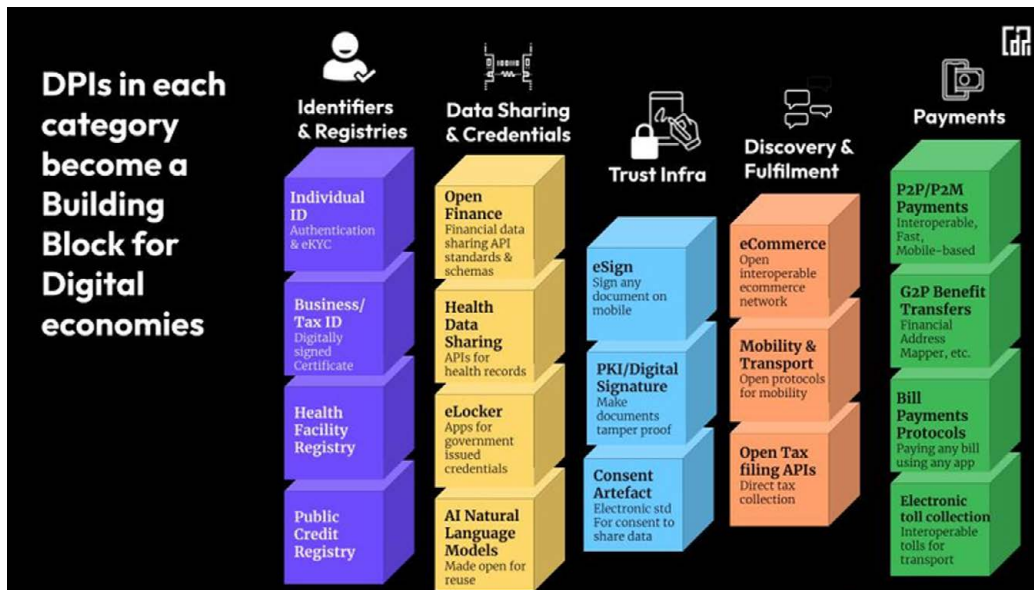 DPIs in each
category
become a
Building
Block for
Digital
economies
Identifiers
& Registries
Individual
ID
Authentication
& eKYC
Business/
Tax ID
Digitally
signed
Certificate
Health
Facility
Registry
Public
Credit
Registry
Data Sharing
& Credentials
Open
Finance
Financial data
sharing API
standards &
schemas
Health
Data
Sharing
APIs for
health records
eLocker
Apps for
government
issued
credentials
AI Natural
Language
Models
Made open for
reuse
Trust Infra
eSign
Sign any
document on
mobile
PKI/Digital
Signature
Make
documents
tamper proof
Consent
Artefact
Electronic std
For consent to
share data
Discovery &
Fulfilment
eCommerce
Open
interoperable
ecommerce
network
Mobility &
Transport
Open protocols
for mobility
Open Tax
filing APIs
Direct tax
collection
Payments
P2P/P2M
Payments
Interoperable,
Fast,
Mobile-based
G2P Benefit
Transfers
Financial
Address
Mapper, etc.
Bill
Payments
Protocols
Paying any bill
using any app
Electronic
toll collection
Interoperable
tolls for
transport